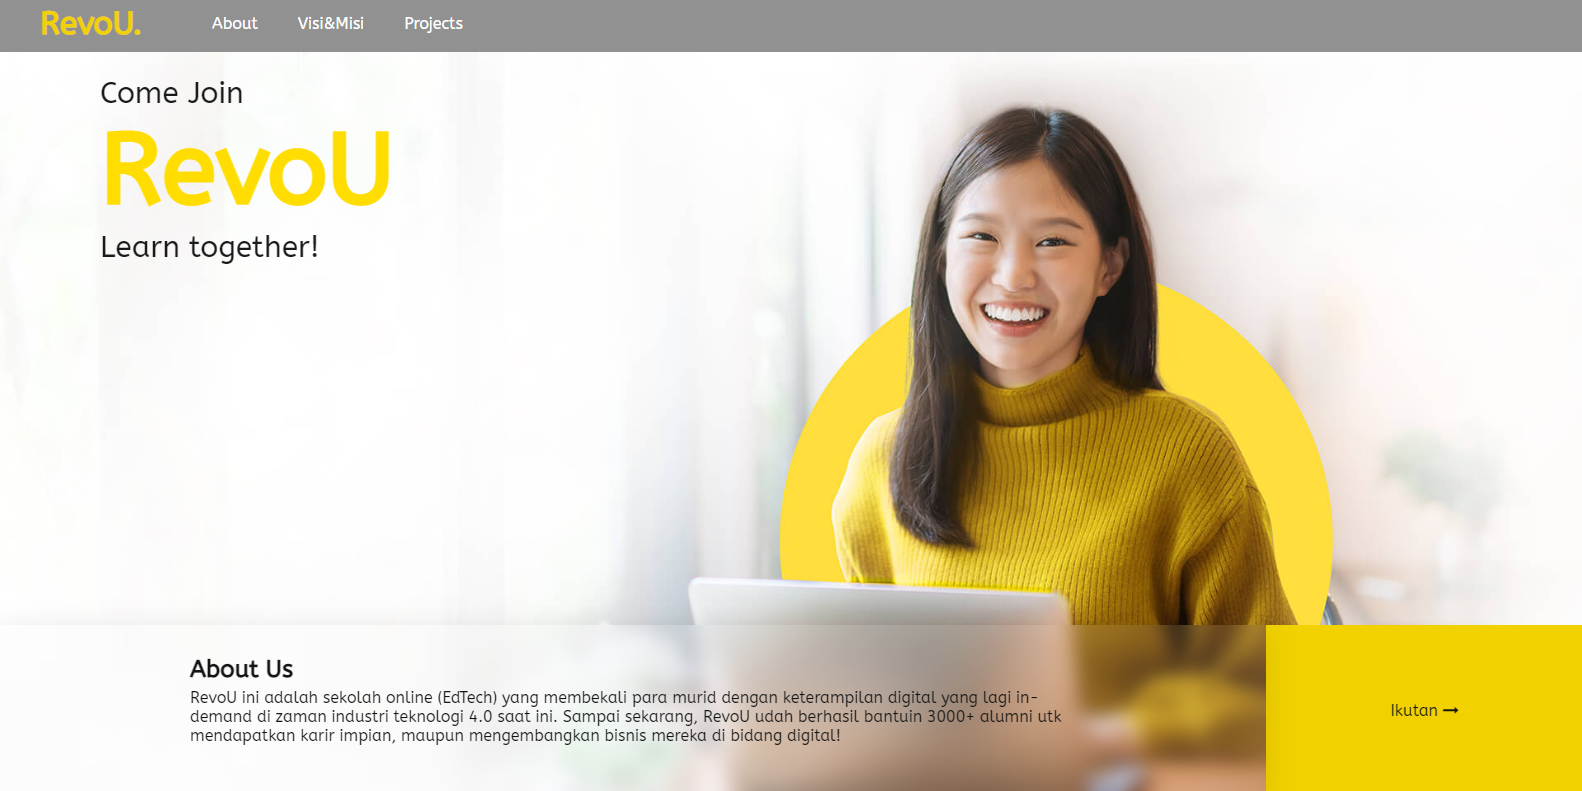 RevoU.
About
Visi&Misi
Projects
Come Join
RevoU
Learn together!
About Us
RevoU ini adalah sekolah online (EdTech) yang membekali para murid dengan keterampilan digital yang lagi in-
demand di zaman industri teknologi 4.0 saat ini. Sampai sekarang, RevoU udah berhasil bantuin 3000+ alumni utk
mendapatkan karir impian, maupun mengembangkan bisnis mereka di bidang digital!
Ikutan